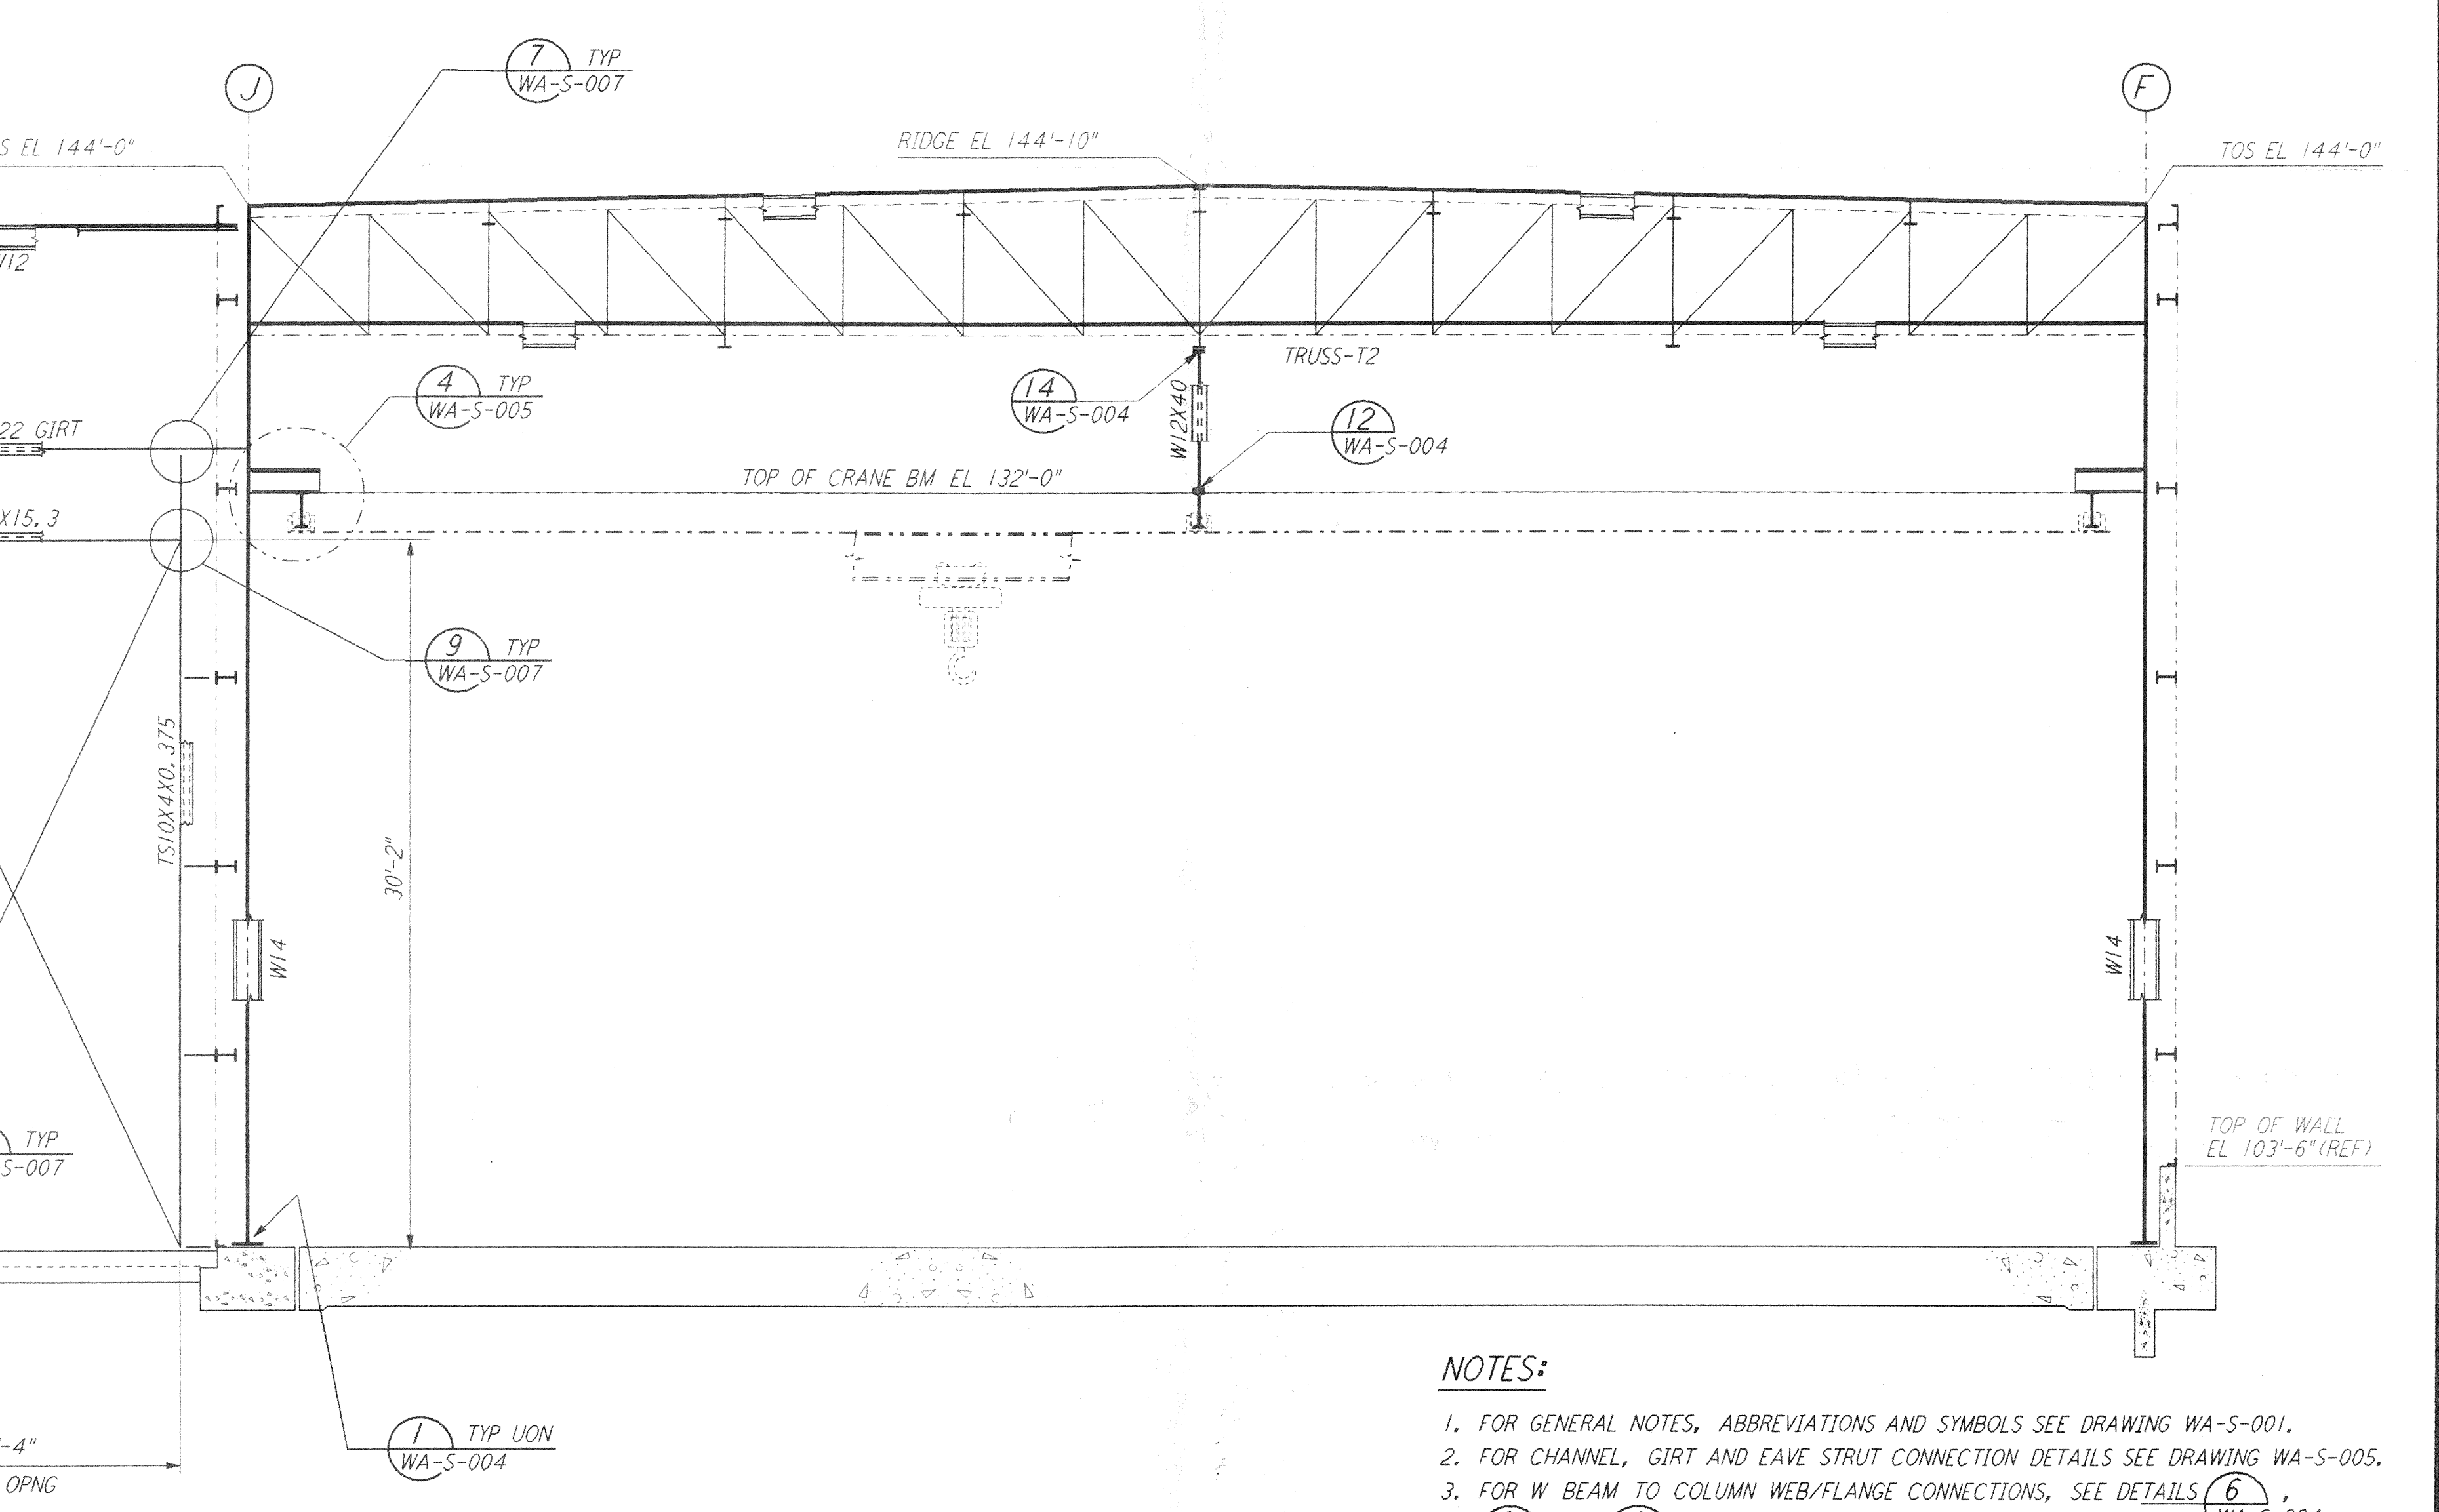 7 TYP
WA-S-007
J
F
S EL 144'-0"
RIDGE EL 144'-10"
TOS EL 144'-0"
TRUSS-T2
4 TYP
WA-S-005
14
WA-S-004
W12X40
12
WA-S-004
22 GIRT
TOP OF CRANE BM EL 132'-0"
X15.3
9 TYP
WA-S-007
TS10X4X0.375
30'-2"
W14
W14
TOP OF WALL
EL 103'-6"(REF)
TYP
S-007
1 TYP UON
WA-S-004
-4"
OPNG
NOTES:
1. FOR GENERAL NOTES, ABBREVIATIONS AND SYMBOLS SEE DRAWING WA-S-001.
2. FOR CHANNEL, GIRT AND EAVE STRUT CONNECTION DETAILS SEE DRAWING WA-S-005.
3. FOR W BEAM TO COLUMN WEB/FLANGE CONNECTIONS, SEE DETAILS 6 ,